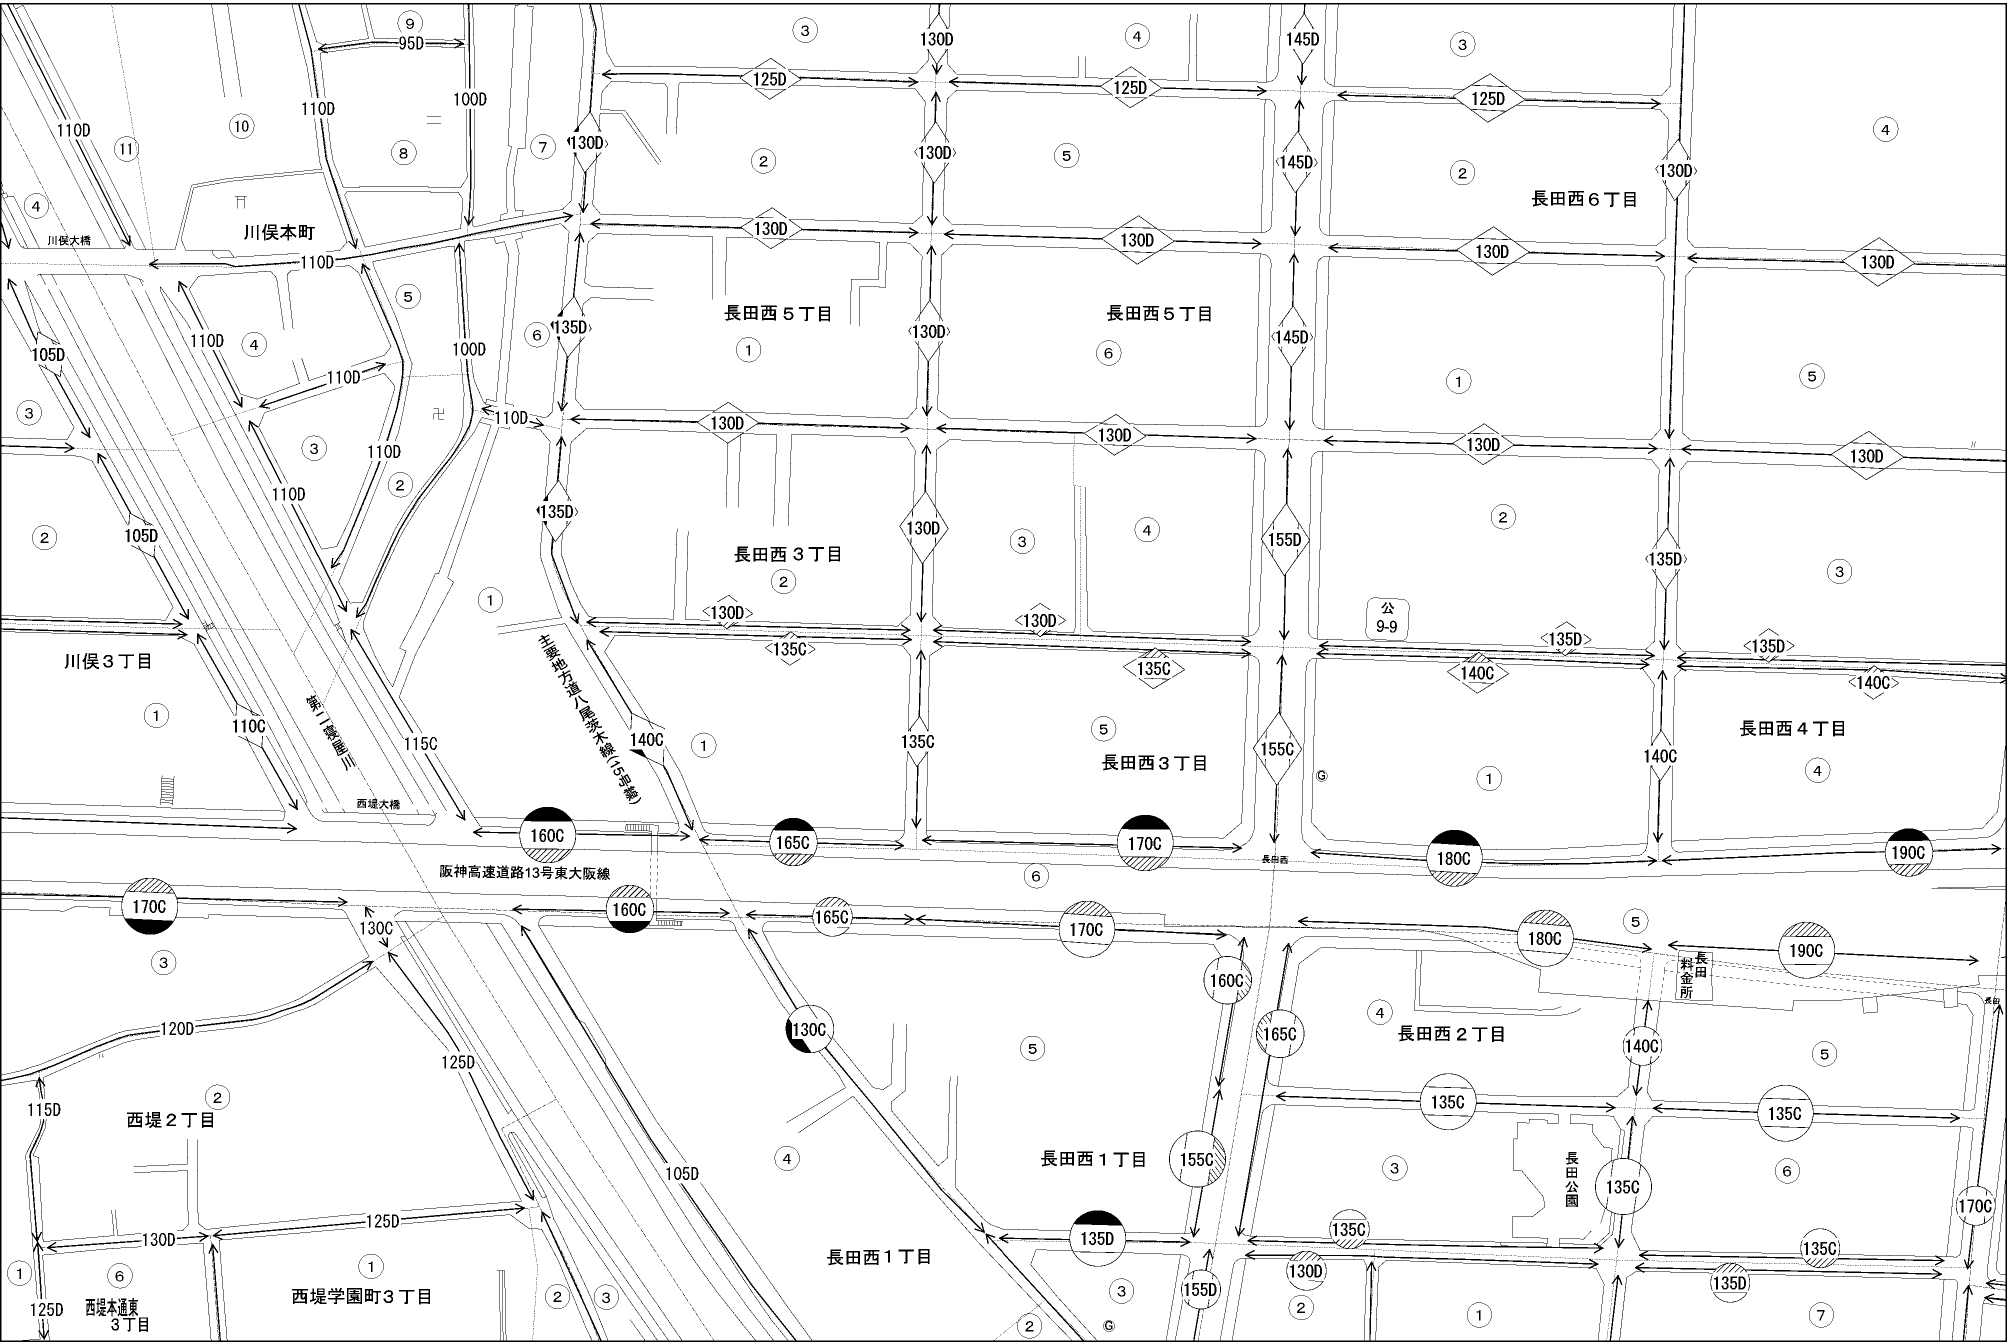 ⑨
95D
③
130D
④
145D
③
110D
⑪
⑩
110D
100D
⑧
⑦
130D
125D
②
130D
125D
⑤
145D
125D
②
130D
④
長田西６丁目
④
川俣大橋
川俣本町
110D
130D
130D
130D
130D
105D
③
110D
④
⑤
110D
100D
⑥
135D
長田西５丁目
①
130D
長田西５丁目
⑥
145D
①
⑤
③
110D
②
110D
110D
130D
130D
130D
130D
②
105D
110D
135D
長田西３丁目
②
130D
③
④
155D
②
135D
③
①
130D
135C
130D
135C
公
9-9
135D
140C
135D
140C
川俣３丁目
①
110C
第二寝屋川
115C
主要地方道八尾茨木線(15号線)
140C
①
135C
⑤
長田西３丁目
155C
G
①
140C
長田西４丁目
④
西堤大橋
160C
165C
170C
長田西
180C
190C
阪神高速道路13号東大阪線
⑥
170C
130C
160C
165C
170C
180C
⑤
長田
料金所
190C
③
120D
125D
130C
⑤
160C
165C
④
長田西２丁目
140C
⑤
長田
115D
②
西堤２丁目
105D
④
長田西１丁目
155C
135C
③
長田公園
135C
135C
⑥
170C
130D
125D
135D
135C
130D
135C
135D
①
125D
⑥
西堤本通東
３丁目
①
西堤学園町３丁目
②
③
長田西１丁目
②
G
③
155D
②
①
⑦